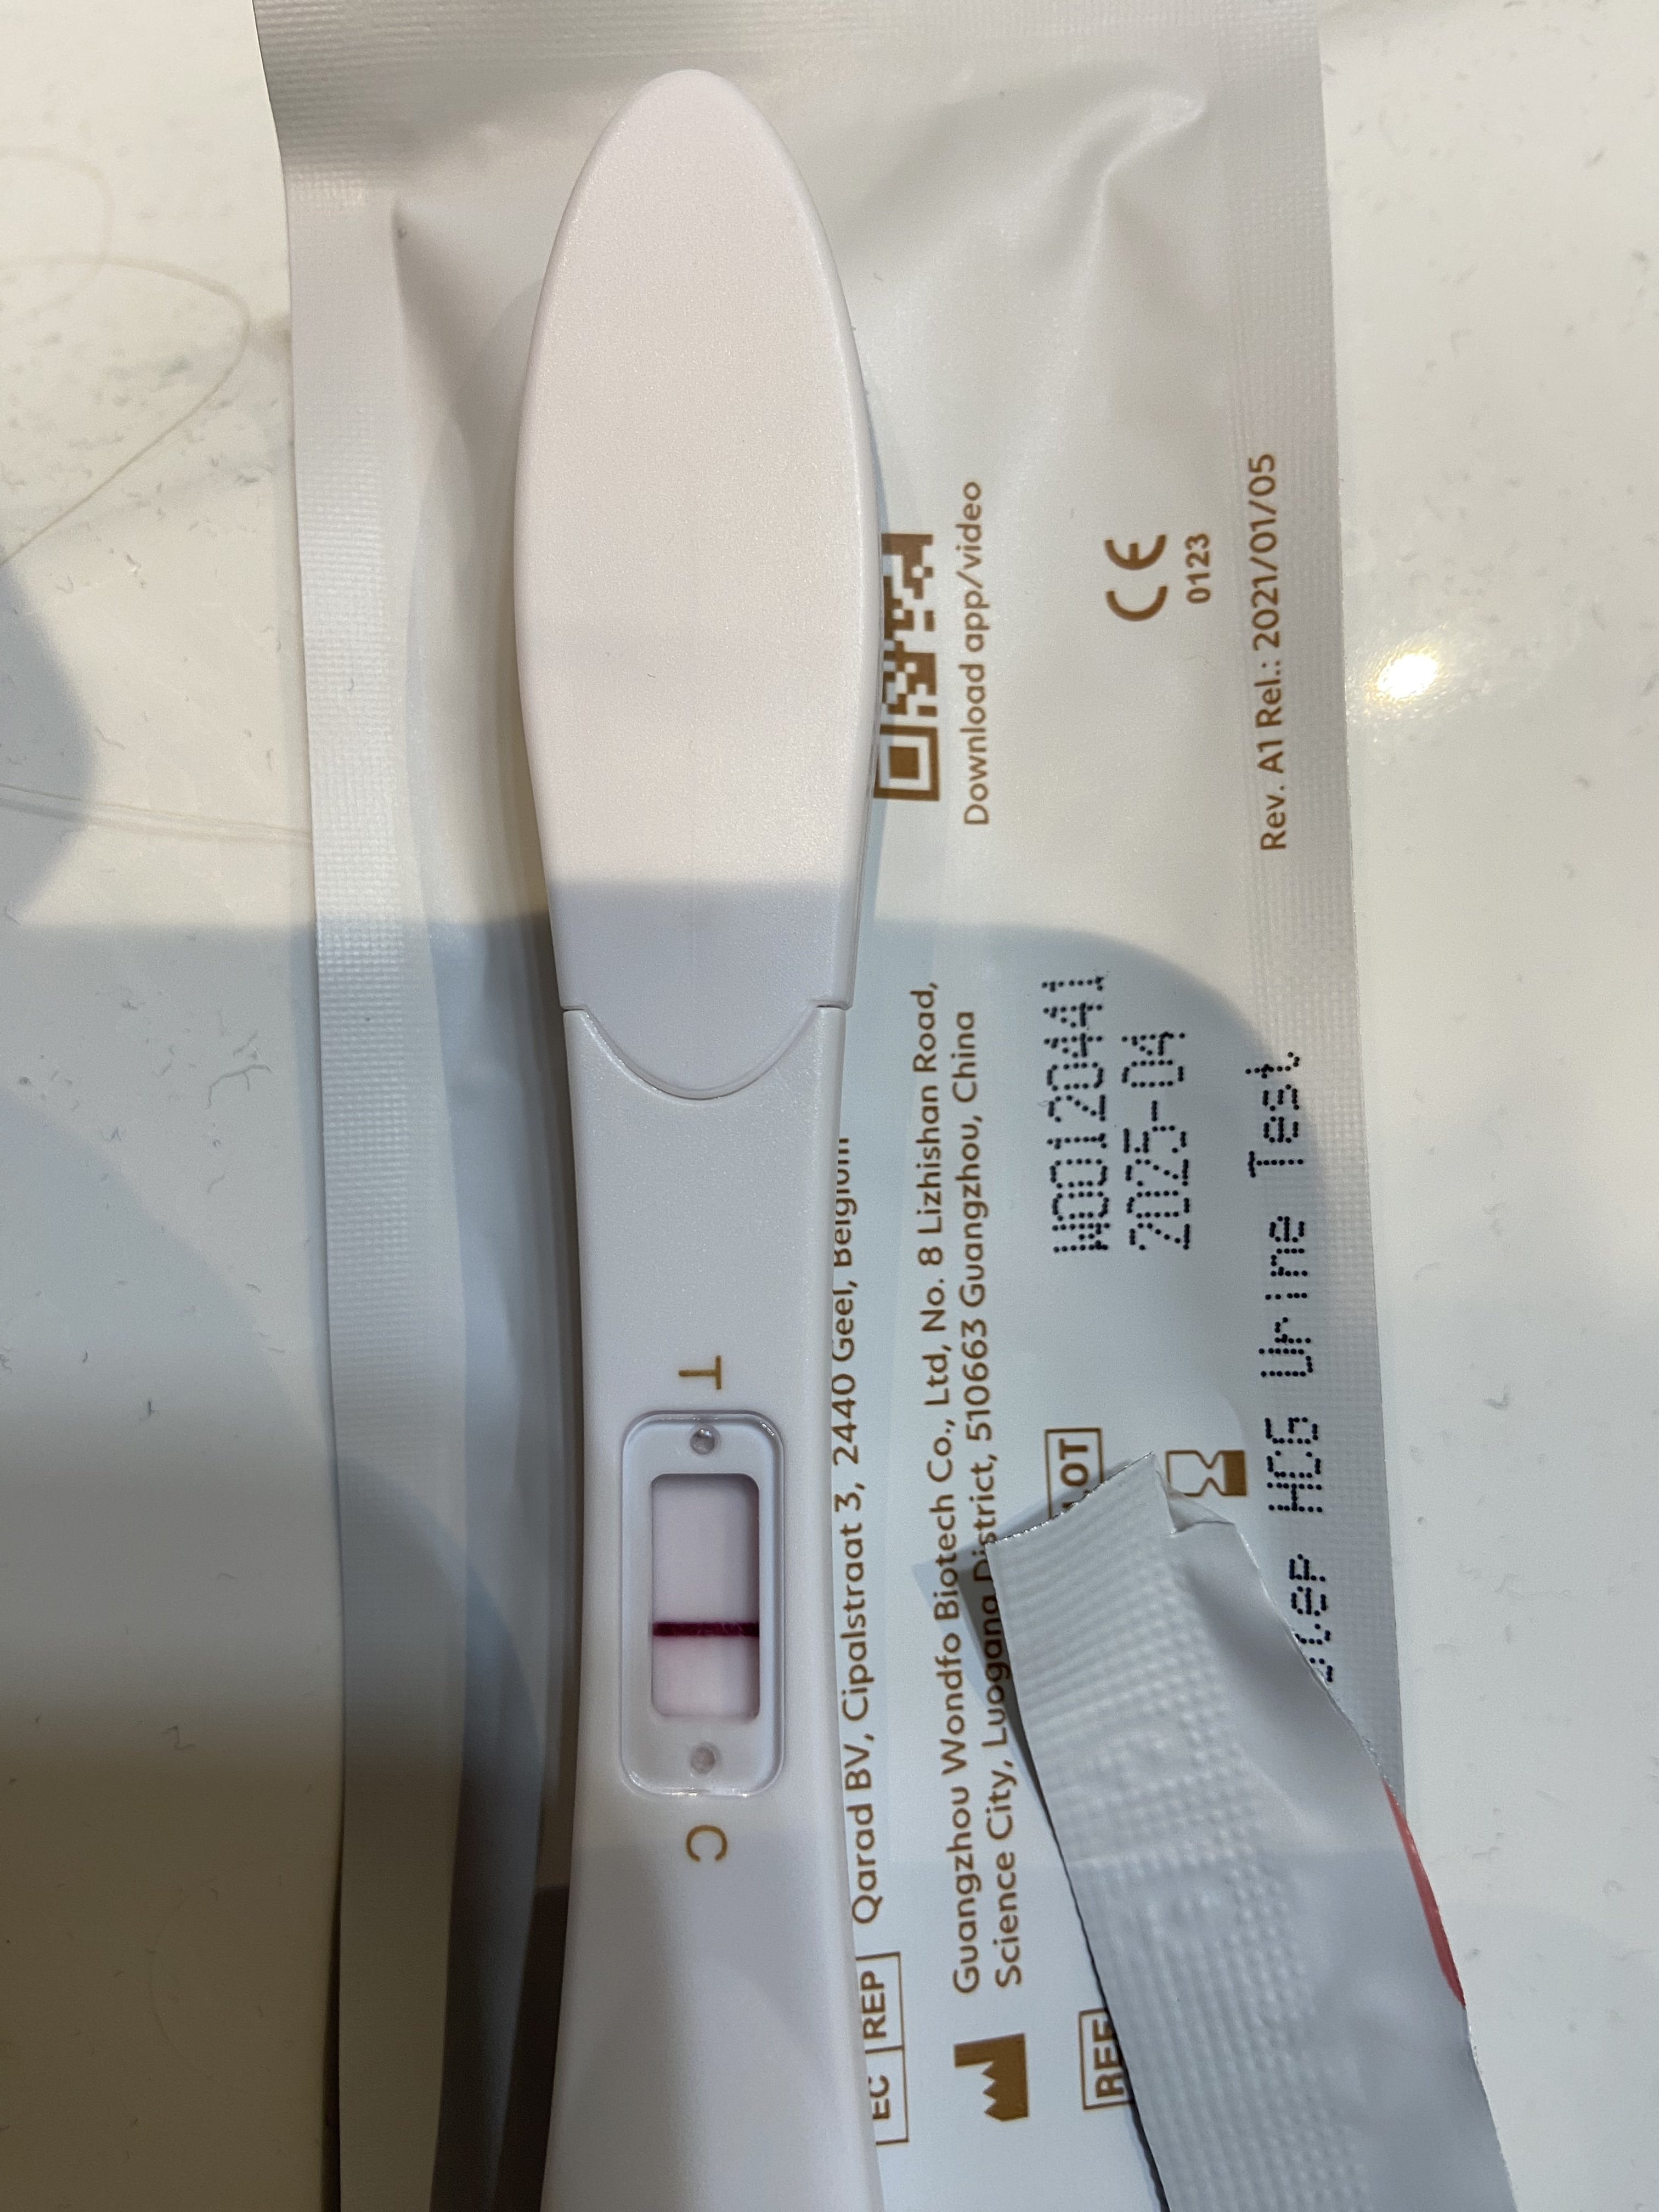 T
C
Download app/video
CE
0123
Rev. A1 Rel.: 2021/01/05
EC REP
Qarad BV, Cipalstraat 3, 2440 Geel, Belgium
Guangzhou Wondfo Biotech Co., Ltd, No. 8 Lizhishan Road,
Science City, Luogang District, 510663 Guangzhou, China
REF
LOT
W00120441
2025-04
Step HCG Urine Test